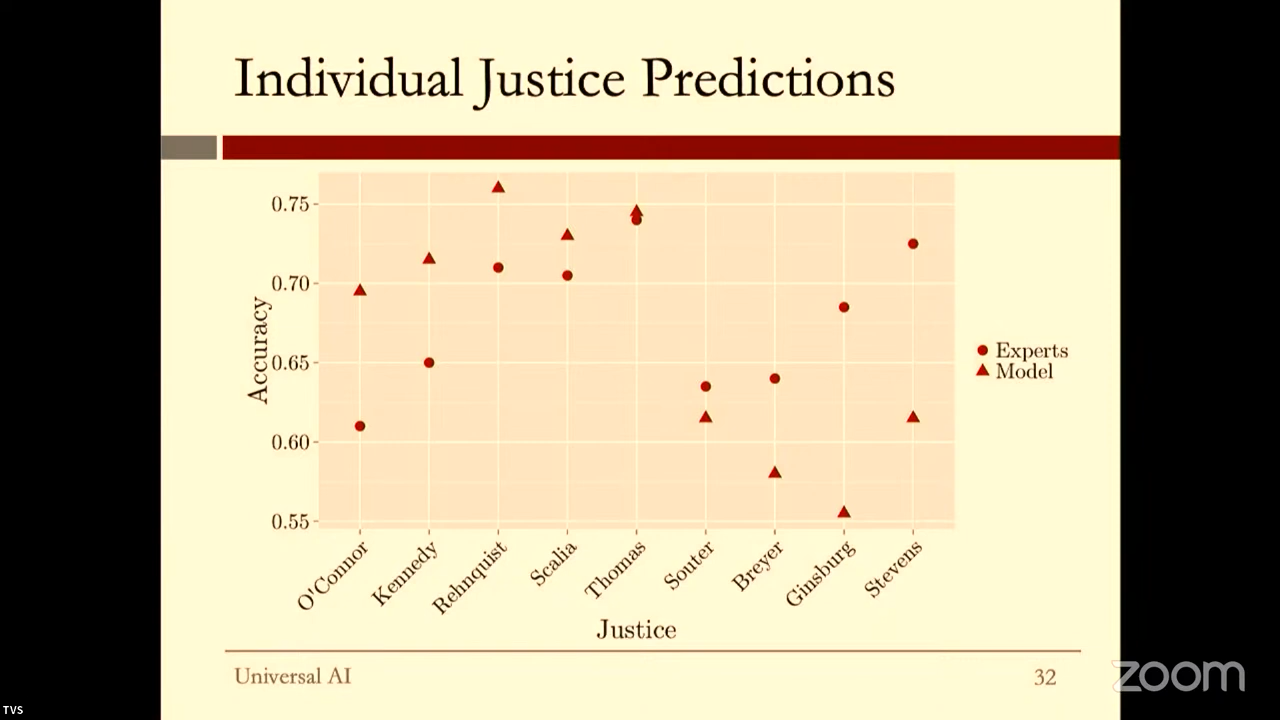 Individual Justice Predictions
0.75
0.70
0.65
0.60
0.55
Accuracy
O'Connor
Kennedy
Rehnquist
Scalia
Thomas
Souter
Breyer
Ginsburg
Stevens
Justice
Experts
Model
Universal AI
32
zoom
TVS